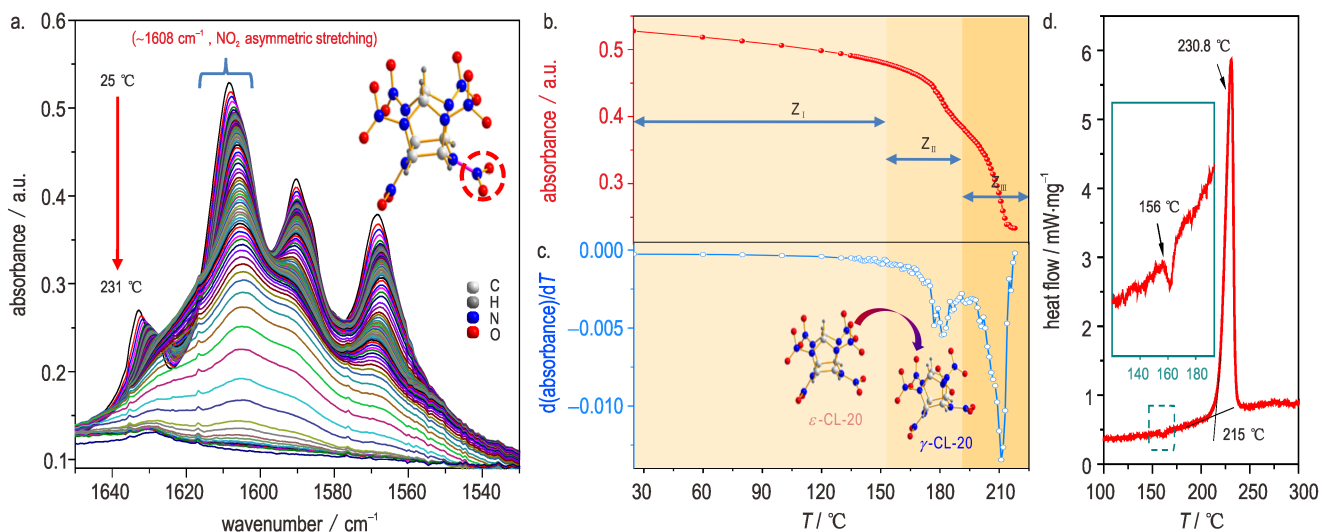 a.
0.6
0.5
0.4
0.3
0.2
0.1
absorbance / a.u.
(~1608 cm⁻¹ , NO₂ asymmetric stretching)
25 ℃
231 ℃
C
H
N
O
1640
1620
1600
1580
1560
1540
wavenumber / cm⁻¹
b.
0.5
0.4
0.3
absorbance / a.u.
Z Ⅰ
Z Ⅱ
Z Ⅲ
c.
0.000
−0.005
−0.010
d(absorbance)/dT
ε-CL-20
γ-CL-20
30
60
90
120
150
180
210
T / ℃
d.
6
5
4
3
2
1
0
heat flow / mW·mg⁻¹
230.8 ℃
156 ℃
140
160
180
215 ℃
100
150
200
250
300
T / ℃